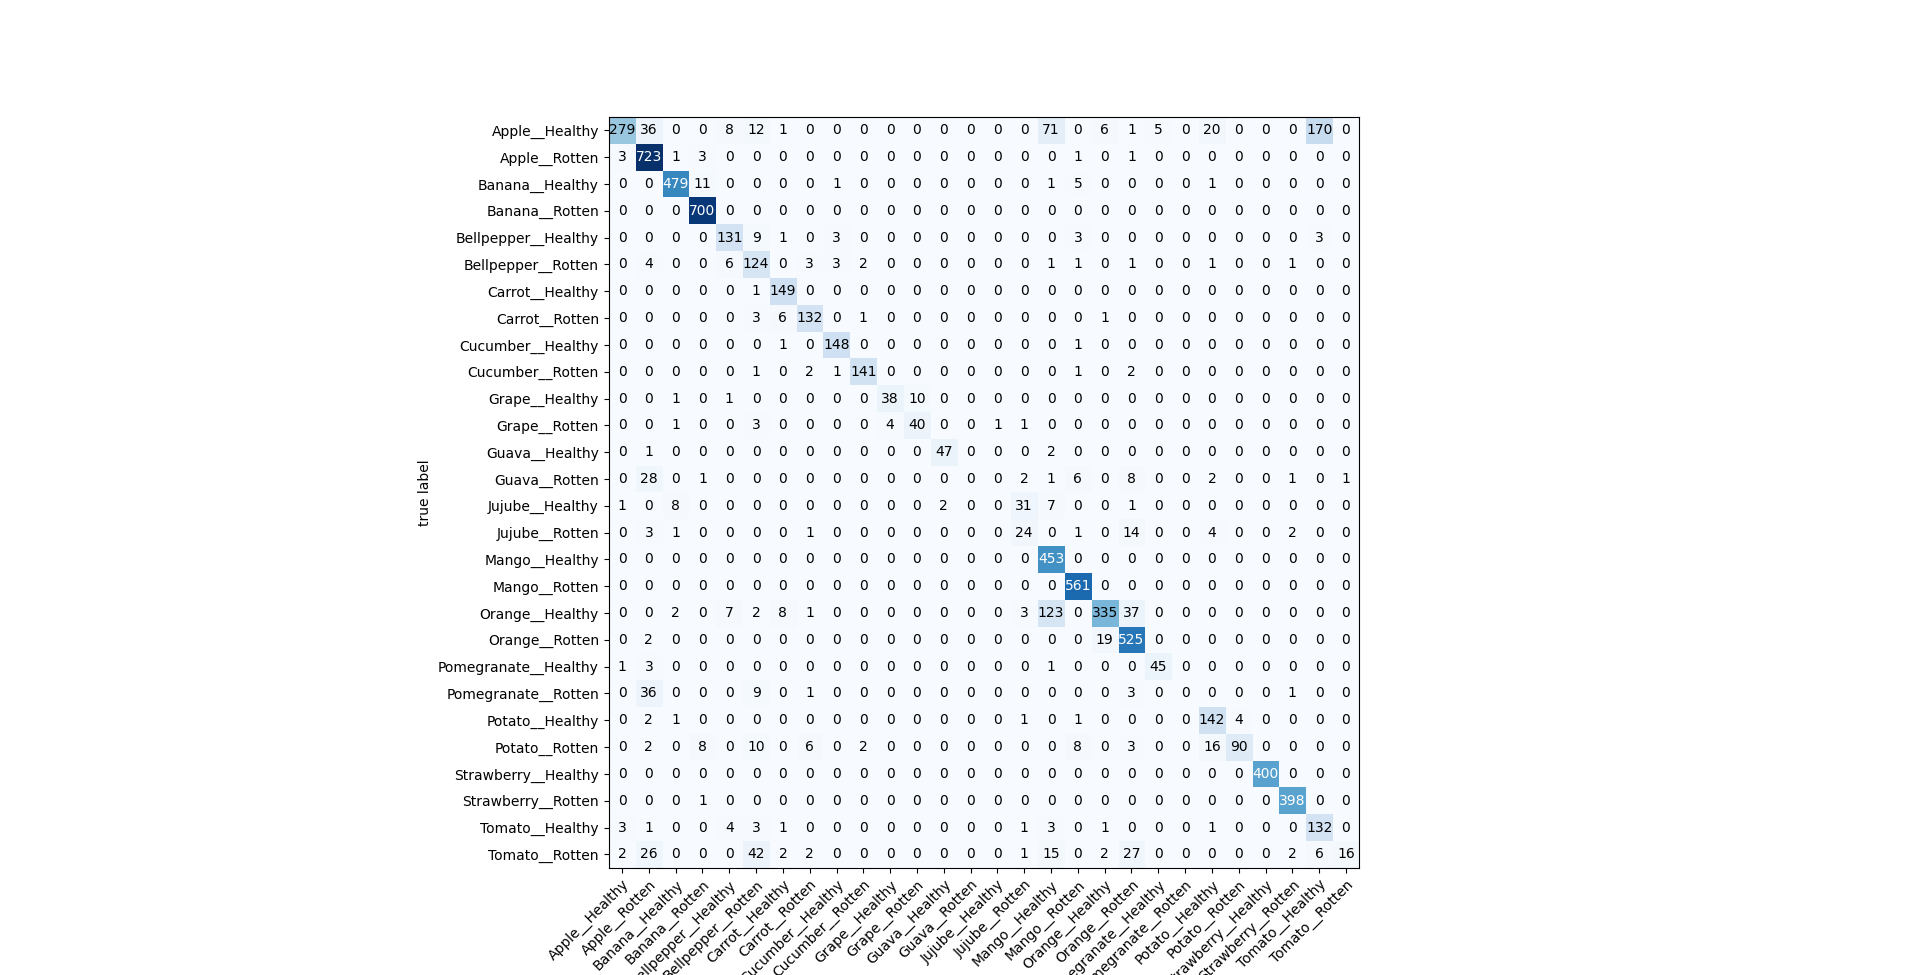 Apple__Healthy 279 36 0 0 8 12 1 0 0 0 0 0 0 0 0 0 71 0 6 1 5 0 20 0 0 0 170 0
Apple__Rotten 3 723 1 3 0 0 0 0 0 0 0 0 0 0 0 0 0 1 0 1 0 0 0 0 0 0 0 0
Banana__Healthy 0 0 479 11 0 0 0 0 1 0 0 0 0 0 0 0 1 5 0 0 0 0 1 0 0 0 0 0
Banana__Rotten 0 0 0 700 0 0 0 0 0 0 0 0 0 0 0 0 0 0 0 0 0 0 0 0 0 0 0 0
Bellpepper__Healthy 0 0 0 0 131 9 1 0 3 0 0 0 0 0 0 0 0 3 0 0 0 0 0 0 0 0 3 0
Bellpepper__Rotten 0 4 0 0 6 124 0 3 3 2 0 0 0 0 0 0 1 1 0 1 0 0 1 0 0 1 0 0
Carrot__Healthy 0 0 0 0 0 1 149 0 0 0 0 0 0 0 0 0 0 0 0 0 0 0 0 0 0 0 0 0
Carrot__Rotten 0 0 0 0 0 3 6 132 0 1 0 0 0 0 0 0 0 0 1 0 0 0 0 0 0 0 0 0
Cucumber__Healthy 0 0 0 0 0 0 1 0 148 0 0 0 0 0 0 0 0 1 0 0 0 0 0 0 0 0 0 0
Cucumber__Rotten 0 0 0 0 0 1 0 2 1 141 0 0 0 0 0 0 0 1 0 2 0 0 0 0 0 0 0 0
Grape__Healthy 0 0 1 0 1 0 0 0 0 0 38 10 0 0 0 0 0 0 0 0 0 0 0 0 0 0 0 0
Grape__Rotten 0 0 1 0 0 3 0 0 0 0 4 40 0 0 1 1 0 0 0 0 0 0 0 0 0 0 0 0
Guava__Healthy 0 1 0 0 0 0 0 0 0 0 0 0 47 0 0 0 2 0 0 0 0 0 0 0 0 0 0 0
Guava__Rotten 0 28 0 1 0 0 0 0 0 0 0 0 0 0 0 2 1 6 0 8 0 0 2 0 0 1 0 1
Jujube__Healthy 1 0 8 0 0 0 0 0 0 0 0 0 2 0 0 31 7 0 0 1 0 0 0 0 0 0 0 0
Jujube__Rotten 0 3 1 0 0 0 0 1 0 0 0 0 0 0 0 24 0 1 0 14 0 0 4 0 0 2 0 0
Mango__Healthy 0 0 0 0 0 0 0 0 0 0 0 0 0 0 0 0 453 0 0 0 0 0 0 0 0 0 0 0
Mango__Rotten 0 0 0 0 0 0 0 0 0 0 0 0 0 0 0 0 0 561 0 0 0 0 0 0 0 0 0 0
Orange__Healthy 0 0 2 0 7 2 8 1 0 0 0 0 0 0 0 3 123 0 335 37 0 0 0 0 0 0 0 0
Orange__Rotten 0 2 0 0 0 0 0 0 0 0 0 0 0 0 0 0 0 0 19 525 0 0 0 0 0 0 0 0
Pomegranate__Healthy 1 3 0 0 0 0 0 0 0 0 0 0 0 0 0 0 1 0 0 0 45 0 0 0 0 0 0 0
Pomegranate__Rotten 0 36 0 0 0 9 0 1 0 0 0 0 0 0 0 0 0 0 0 3 0 0 0 0 0 1 0 0
Potato__Healthy 0 2 1 0 0 0 0 0 0 0 0 0 0 0 0 1 0 1 0 0 0 0 142 4 0 0 0 0
Potato__Rotten 0 2 0 8 0 10 0 6 0 2 0 0 0 0 0 0 0 8 0 3 0 0 16 90 0 0 0 0
Strawberry__Healthy 0 0 0 0 0 0 0 0 0 0 0 0 0 0 0 0 0 0 0 0 0 0 0 0 400 0 0 0
Strawberry__Rotten 0 0 0 1 0 0 0 0 0 0 0 0 0 0 0 0 0 0 0 0 0 0 0 0 0 398 0 0
Tomato__Healthy 3 1 0 0 4 3 1 0 0 0 0 0 0 0 0 1 3 0 1 0 0 0 1 0 0 0 132 0
Tomato__Rotten 2 26 0 0 0 42 2 2 0 0 0 0 0 0 0 1 15 0 2 27 0 0 0 0 0 2 6 16
true label
Apple__Healthy
Apple__Rotten
Banana__Healthy
Banana__Rotten
ellpepper__Healthy
Bellpepper__Rotten
Carrot__Healthy
Carrot__Rotten
Cucumber__Healthy
Cucumber__Rotten
Grape__Healthy
Grape__Rotten
Guava__Healthy
Guava__Rotten
Jujube__Healthy
Jujube__Rotten
Mango__Healthy
Mango__Rotten
Orange__Healthy
Orange__Rotten
egranate__Healthy
megranate__Rotten
Potato__Healthy
Potato__Rotten
trawberry__Healthy
Strawberry__Rotten
Tomato__Healthy
Tomato__Rotten